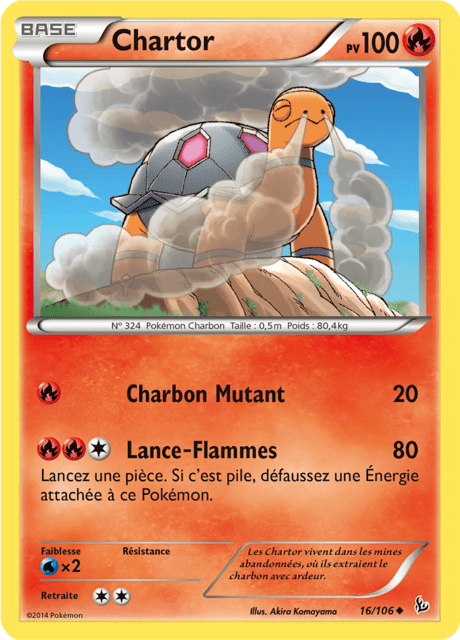 BASE
Chartor
PV100
N° 324 Pokémon Charbon Taille : 0,5m Poids : 80,4kg
Charbon Mutant 20
Lance-Flammes 80
Lancez une pièce. Si c'est pile, défaussez une Énergie
attachée à ce Pokémon.
Faiblesse Résistance
×2
Retraite
Les Chartor vivent dans les mines
abandonnées, où ils extraient le
charbon avec ardeur.
©2014 Pokémon
Illus. Akira Komayama
16/106